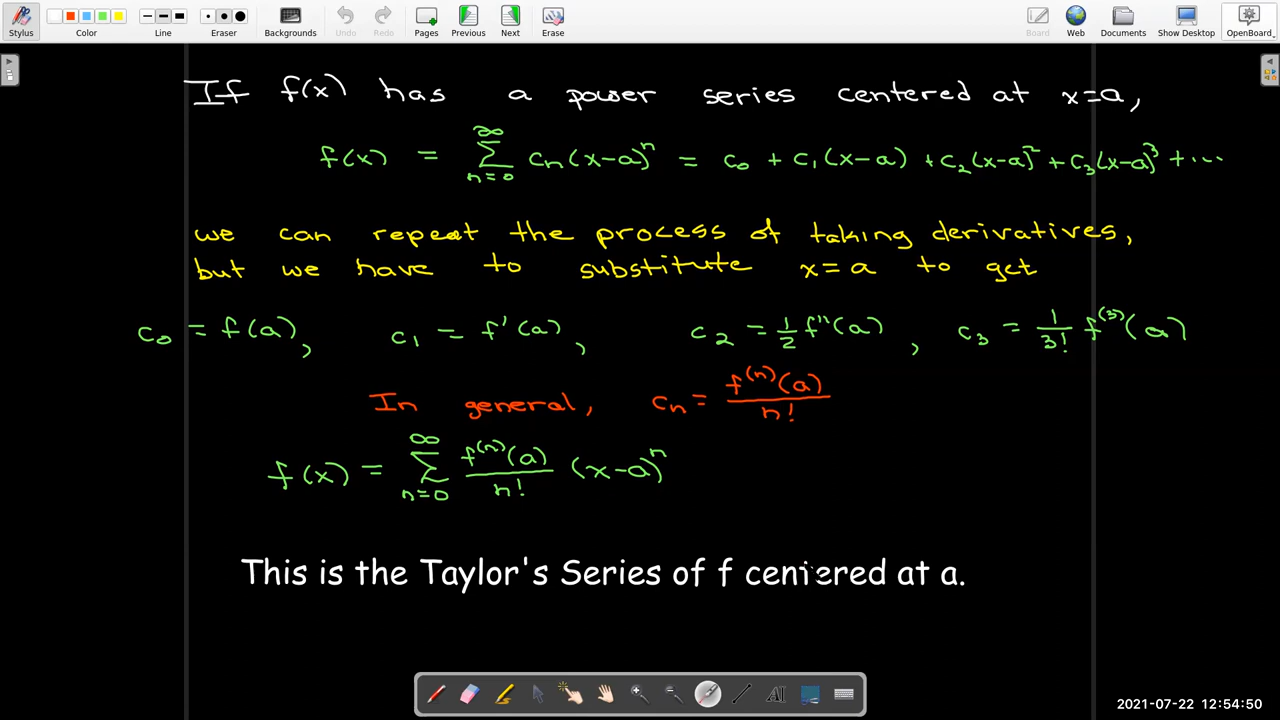 Stylus Color Line Eraser Backgrounds Undo Redo Pages Previous Next Erase Board Web Documents Show Desktop OpenBoard
If f(x) has a power series centered at x=a,
f(x) = ∑_{n=0}^{∞} cₙ(x-a)ⁿ = c₀ + c₁(x-a) + c₂(x-a)² + c₃(x-a)³ + ...
we can repeat the process of taking derivatives,
but we have to substitute x=a to get
c₀ = f(a), c₁ = f'(a), c₂ = 1/2 f''(a), c₃ = 1/3! f⁽³⁾(a)
In general, cₙ = f⁽ⁿ⁾(a)/n!
f(x) = ∑_{n=0}^{∞} f⁽ⁿ⁾(a)/n! (x-a)ⁿ
This is the Taylor's Series of f centered at a.
AI
2021-07-22 12:54:50